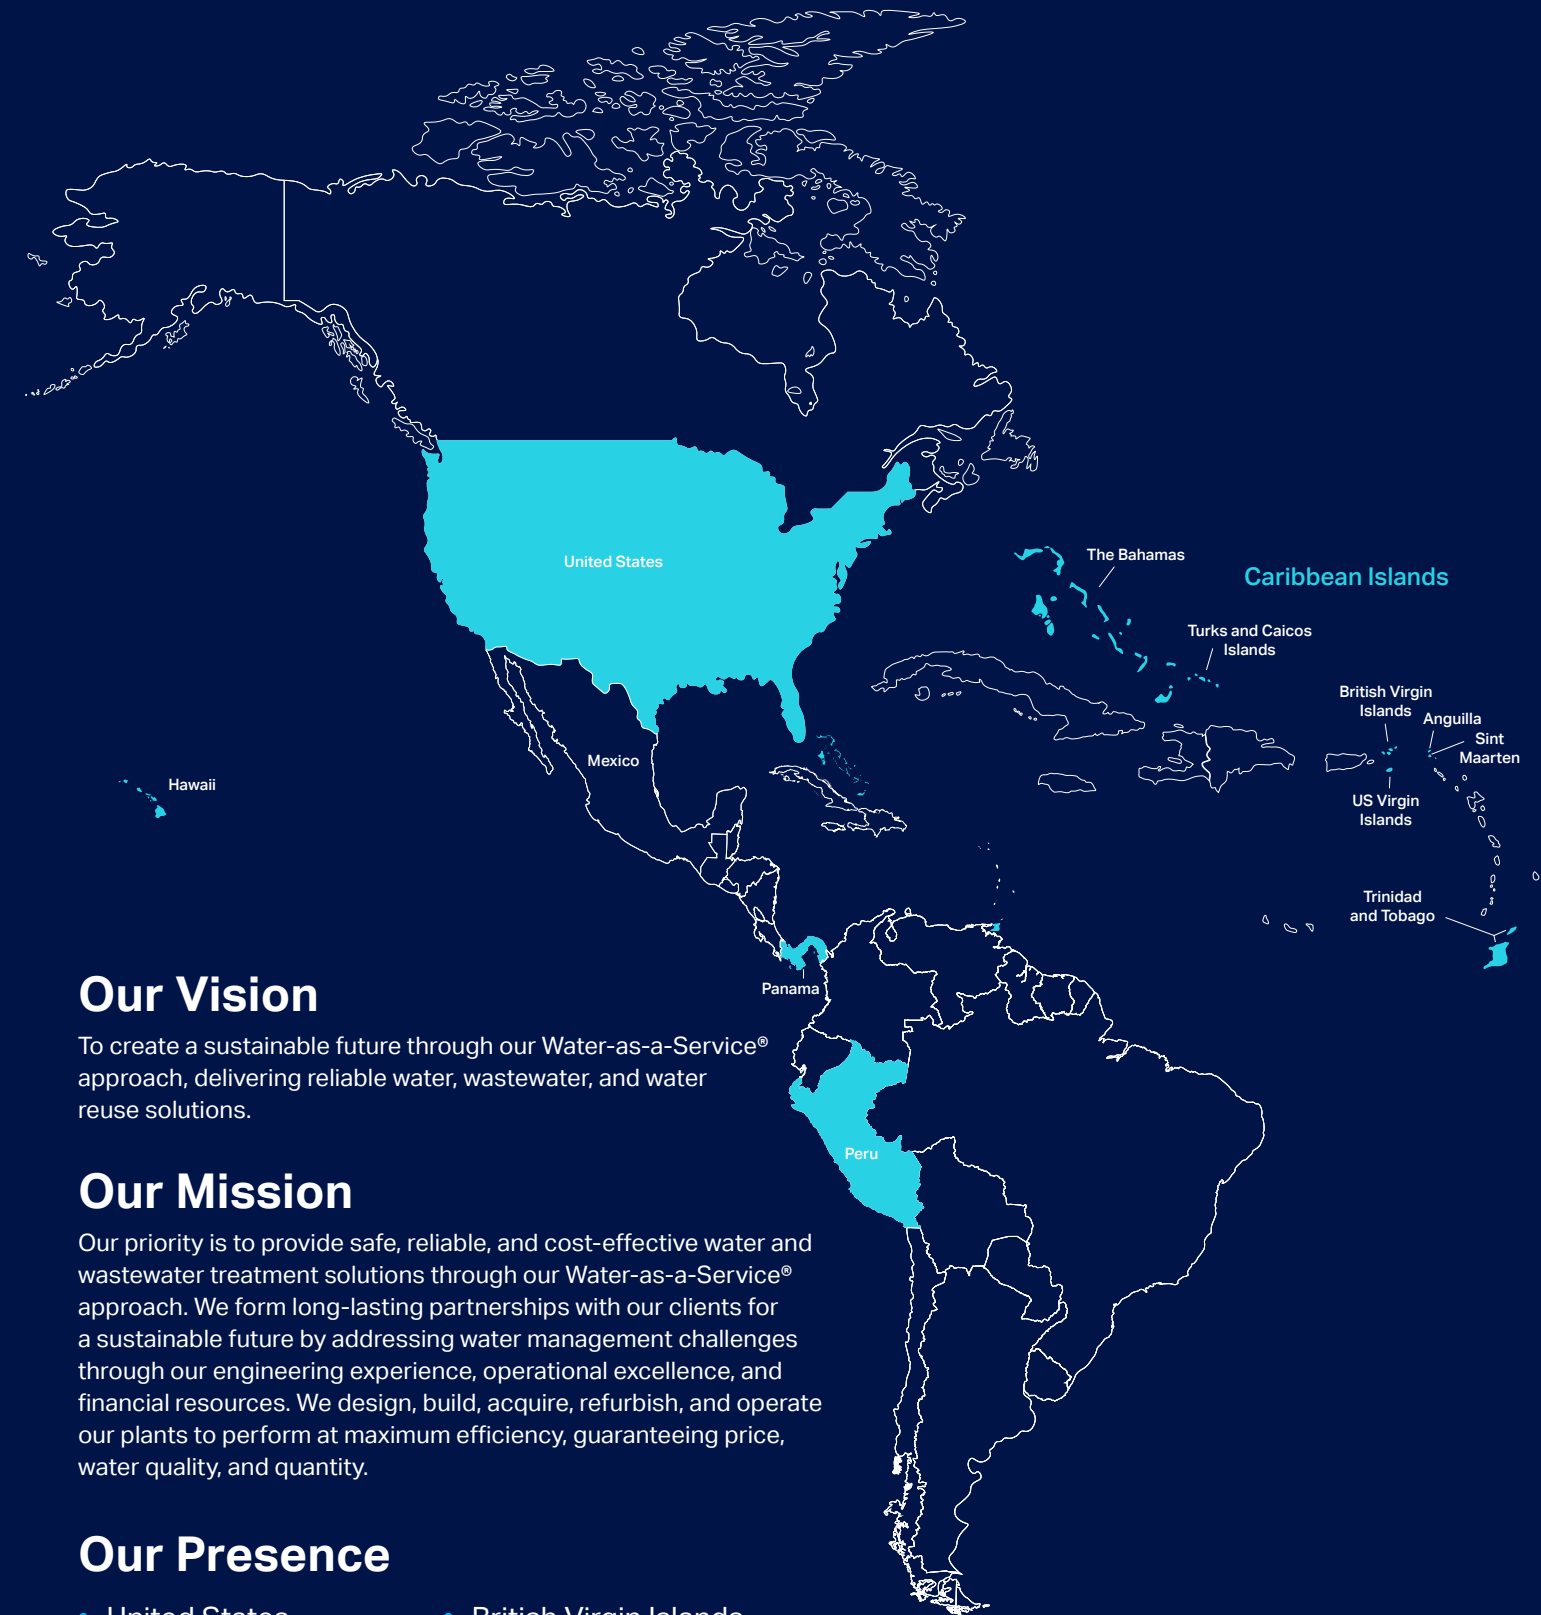 United States
The Bahamas
Caribbean Islands
Turks and Caicos
Islands
British Virgin
Islands
Anguilla
Sint
Maarten
Mexico
Hawaii
US Virgin
Islands
Trinidad
and Tobago
Panama
Our Vision
To create a sustainable future through our Water-as-a-Service®
approach, delivering reliable water, wastewater, and water
reuse solutions.
Peru
Our Mission
Our priority is to provide safe, reliable, and cost-effective water and
wastewater treatment solutions through our Water-as-a-Service®
approach. We form long-lasting partnerships with our clients for
a sustainable future by addressing water management challenges
through our engineering experience, operational excellence, and
financial resources. We design, build, acquire, refurbish, and operate
our plants to perform at maximum efficiency, guaranteeing price,
water quality, and quantity.
Our Presence
United States
British Virgin Islands